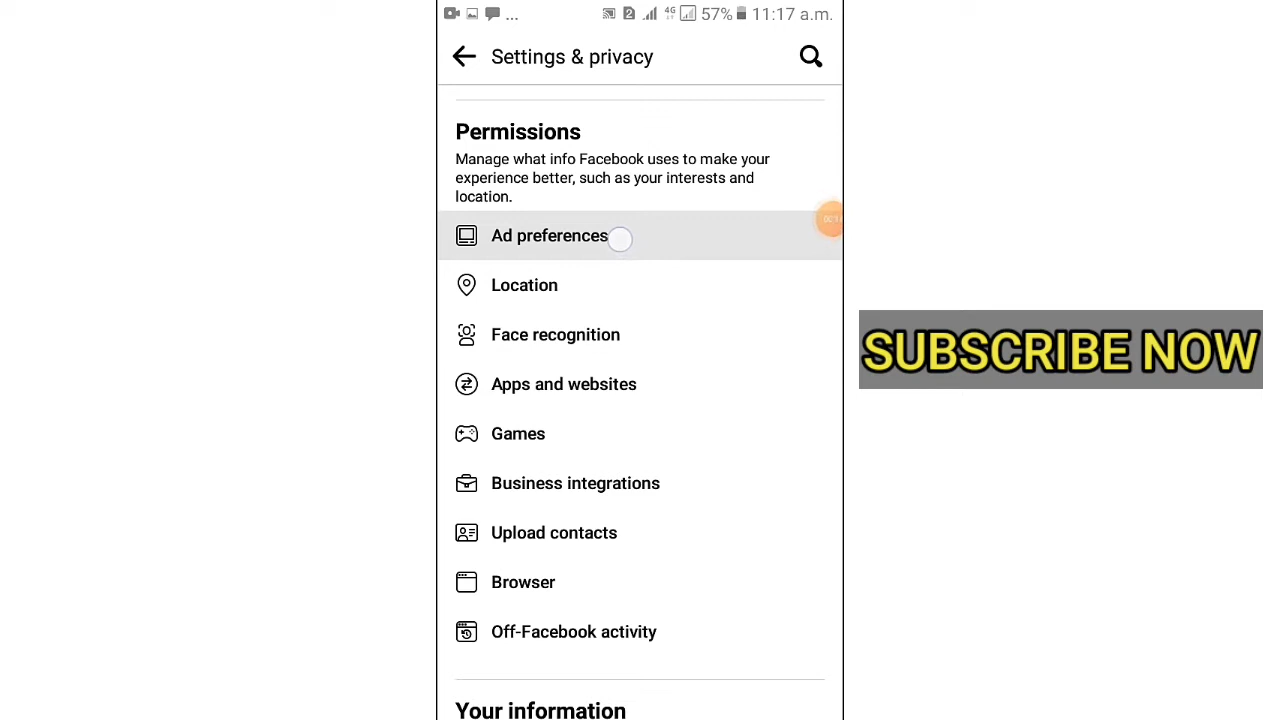 ... 2 4G 57% 11:17 a.m.
Settings & privacy
Permissions
Manage what info Facebook uses to make your
experience better, such as your interests and
location.
Ad preferences
Location
Face recognition
Apps and websites
Games
Business integrations
Upload contacts
Browser
Off-Facebook activity
Your information
SUBSCRIBE NOW